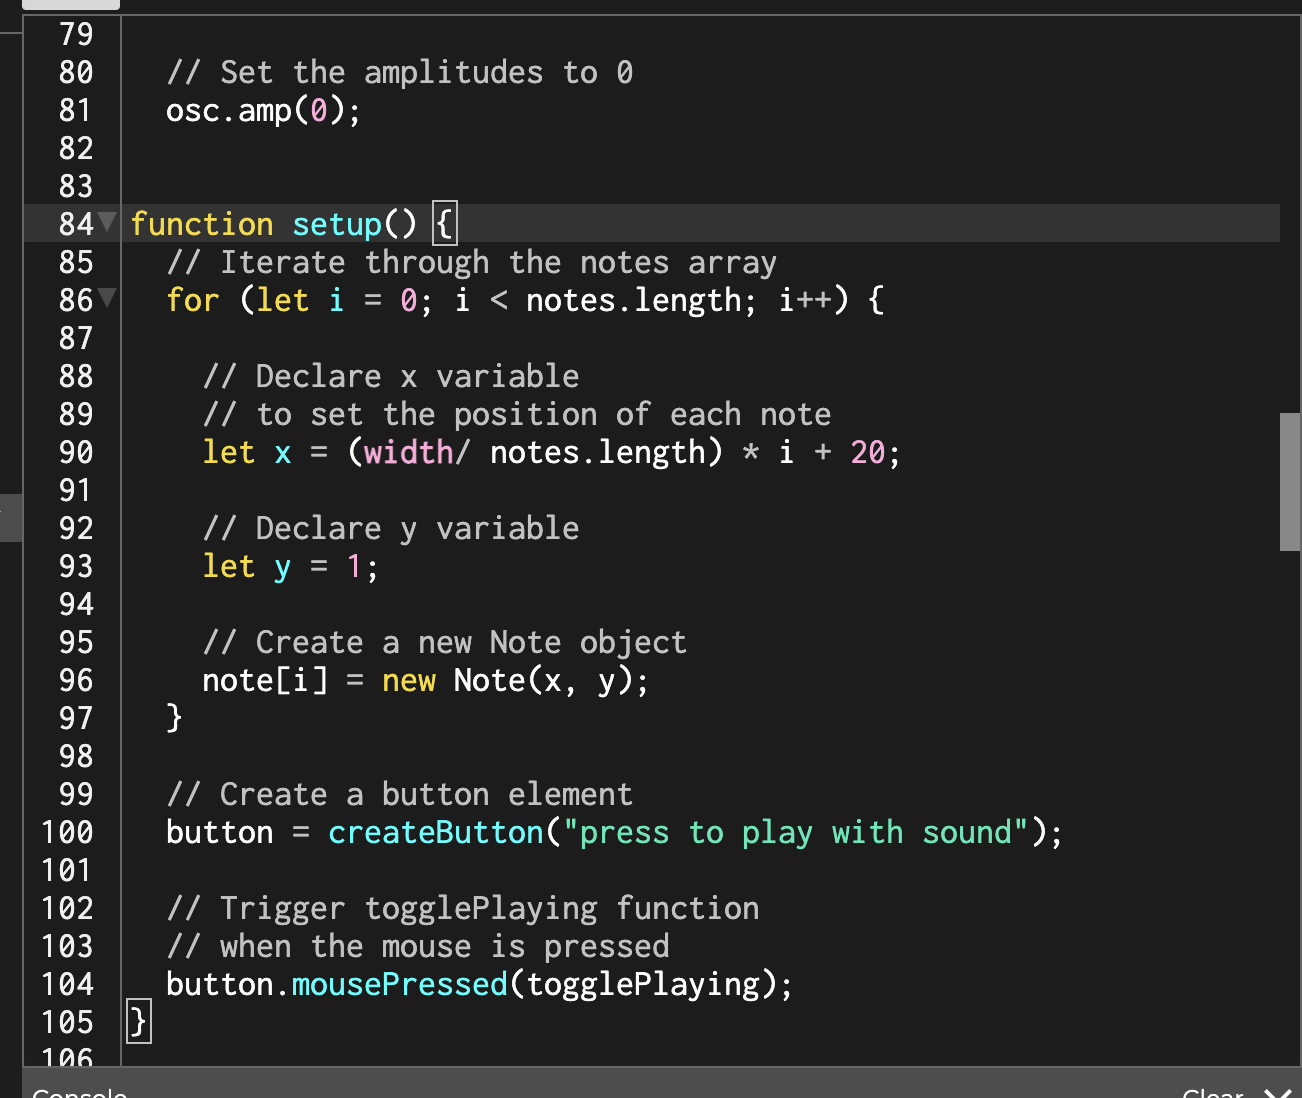 79
80 // Set the amplitudes to 0
81 osc.amp(0);
82
83
84 function setup() {
85 // Iterate through the notes array
86 for (let i = 0; i < notes.length; i++) {
87
88 // Declare x variable
89 // to set the position of each note
90 let x = (width/ notes.length) * i + 20;
91
92 // Declare y variable
93 let y = 1;
94
95 // Create a new Note object
96 note[i] = new Note(x, y);
97 }
98
99 // Create a button element
100 button = createButton("press to play with sound");
101
102 // Trigger togglePlaying function
103 // when the mouse is pressed
104 button.mousePressed(togglePlaying);
105 }
106
Console Clear